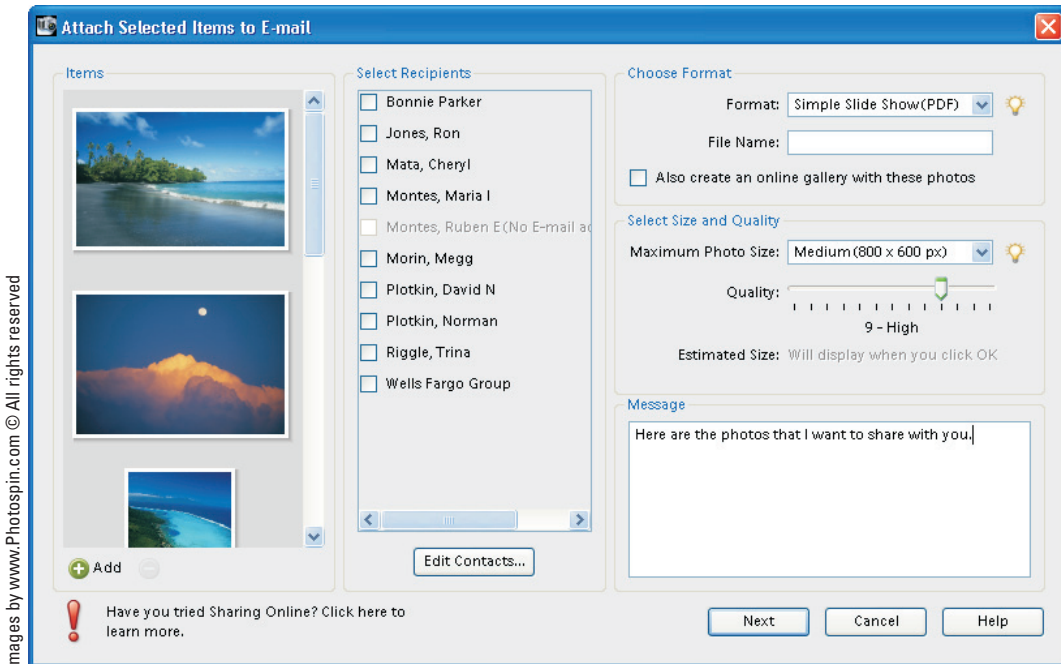 Attach Selected Items to E-mail
Items
Add
Have you tried Sharing Online? Click here to
learn more.
Select Recipients
Bonnie Parker
Jones, Ron
Mata, Cheryl
Montes, Maria I
Montes, Ruben E(No E-mail ad
Morin, Megg
Plotkin, David N
Plotkin, Norman
Riggle, Trina
Wells Fargo Group
Edit Contacts...
Choose Format
Format: Simple Slide Show(PDF)
File Name:
Also create an online gallery with these photos
Select Size and Quality
Maximum Photo Size: Medium(800 x 600 px)
Quality:
9 - High
Estimated Size: Will display when you click OK
Message
Here are the photos that I want to share with you.
Next
Cancel
Help
mages by www.Photospin.com © All rights reserved